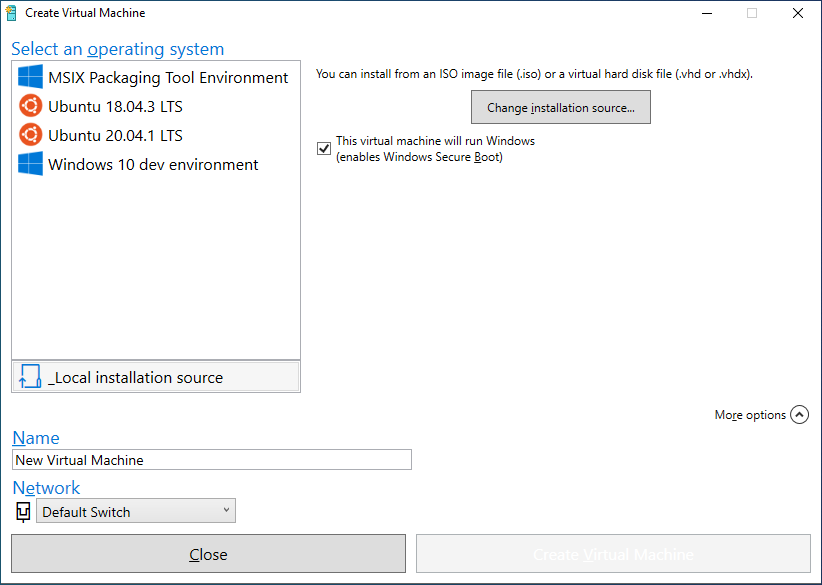 Create Virtual Machine
Select an operating system
MSIX Packaging Tool Environment
Ubuntu 18.04.3 LTS
Ubuntu 20.04.1 LTS
Windows 10 dev environment
_Local installation source
You can install from an ISO image file (.iso) or a virtual hard disk file (.vhd or .vhdx).
Change installation source...
This virtual machine will run Windows
(enables Windows Secure Boot)
More options
Name
New Virtual Machine
Network
Default Switch
Close
Create Virtual Machine